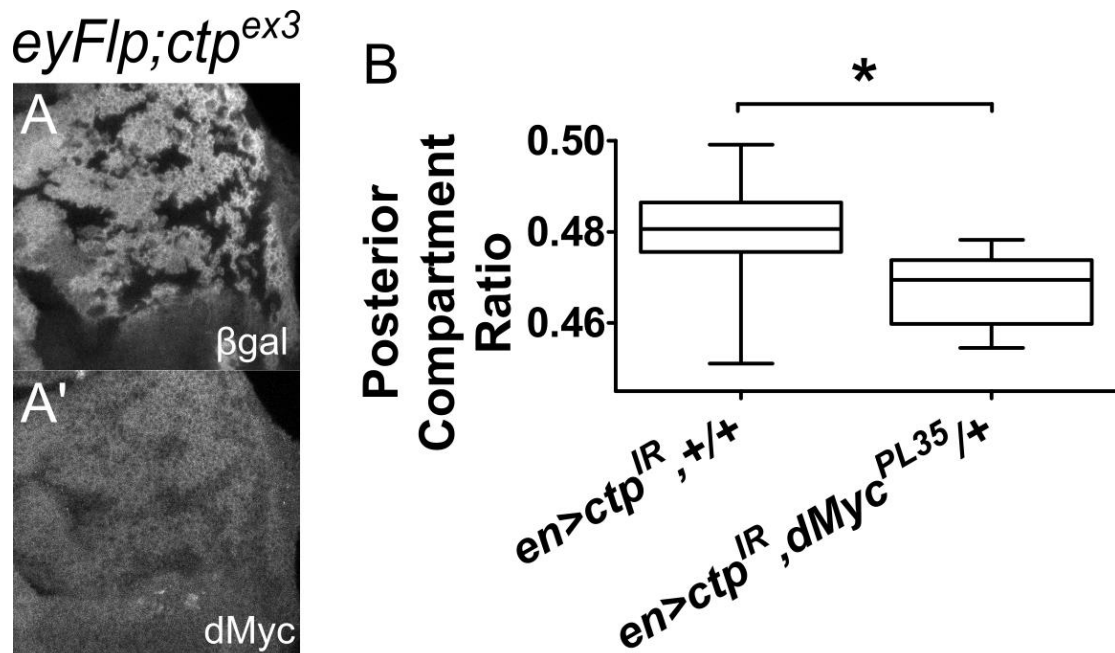 eyFlp;ctp^ex3
A
βgal
A'
dMyc
B
*
Posterior
Compartment
Ratio
0.50
0.48
0.46
en>ctp^IR,+/+
en>ctp^IR,dMyc^PL35/+